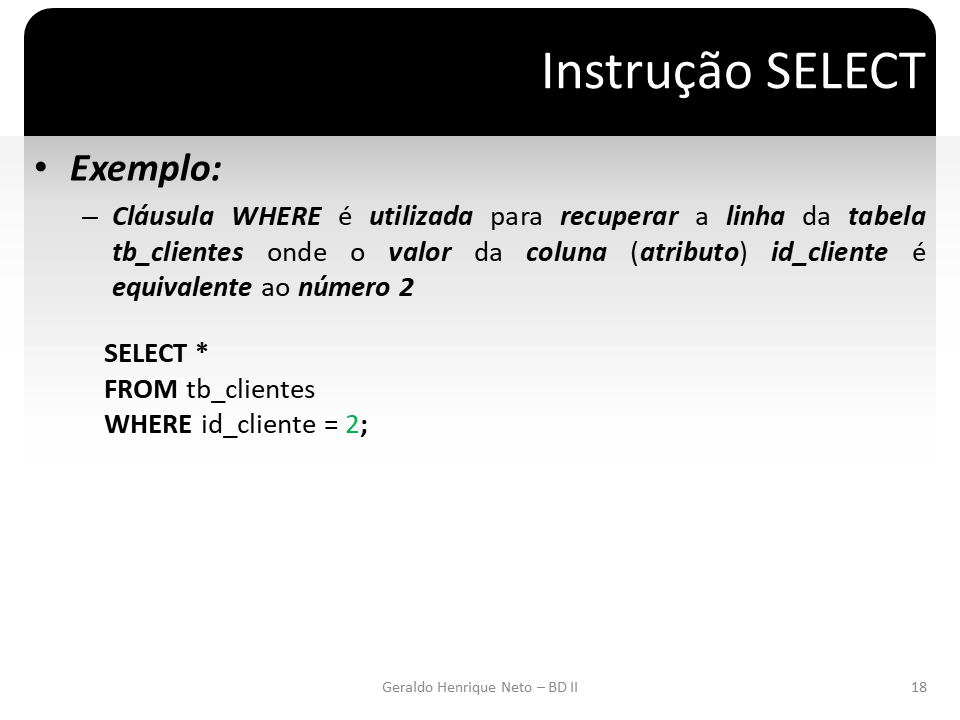 Instrução SELECT
• Exemplo:
– Cláusula WHERE é utilizada para recuperar a linha da tabela
tb_clientes onde o valor da coluna (atributo) id_cliente é
equivalente ao número 2
SELECT *
FROM tb_clientes
WHERE id_cliente = 2;
Geraldo Henrique Neto – BD II
18